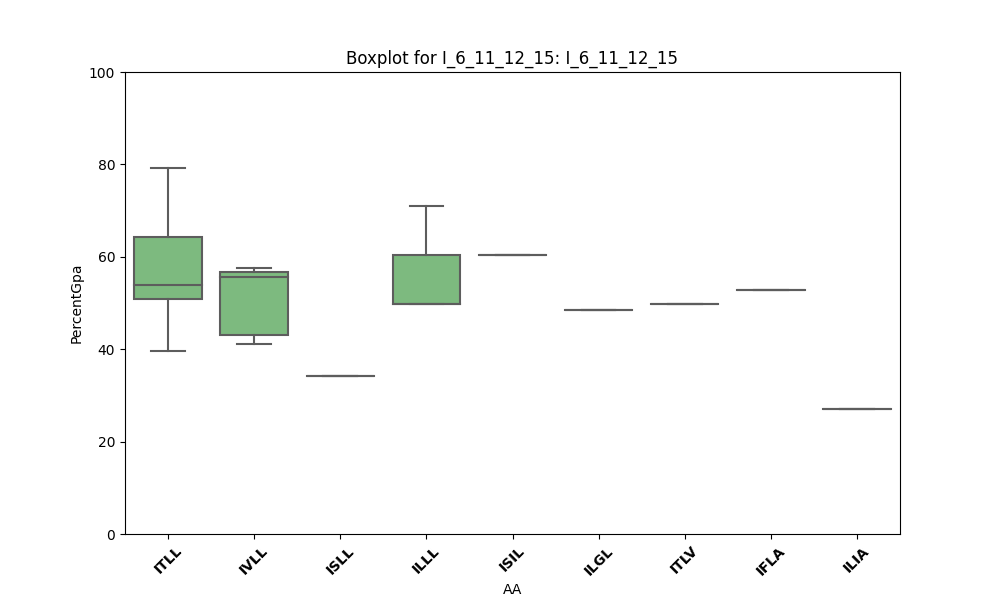 Boxplot for I_6_11_12_15: I_6_11_12_15
100
80
60
40
20
0
PercentGpa
ITLL
IVLL
ISLL
ILLL
ISIL
ILGL
ITLV
IFLA
ILIA
AA